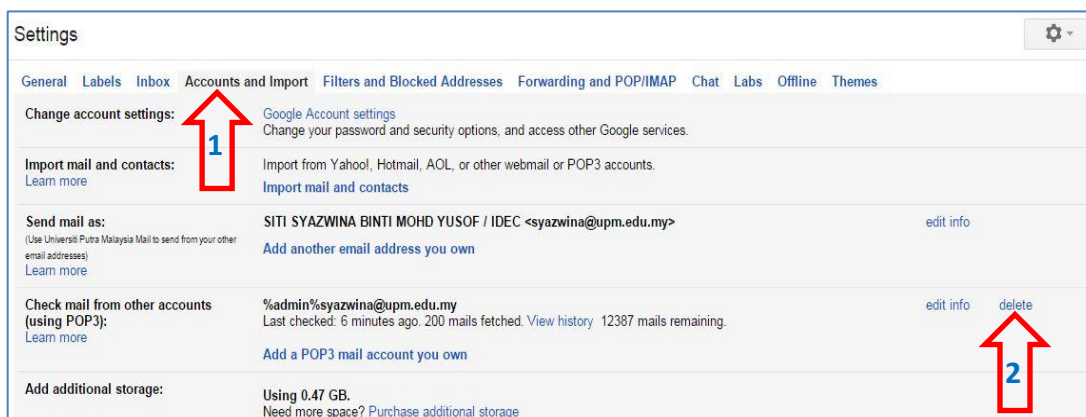 Settings
General Labels Inbox Accounts and Import Filters and Blocked Addresses Forwarding and POP/IMAP Chat Labs Offline Themes
Change account settings: Google Account settings
Change your password and security options, and access other Google services.
1
Import mail and contacts: Import from Yahoo!, Hotmail, AOL, or other webmail or POP3 accounts.
Learn more
Import mail and contacts
Send mail as: SITI SYAZWINA BINTI MOHD YUSOF / IDEC <syazwina@upm.edu.my> edit info
(Use Universiti Putra Malaysia Mail to send from your other
email addresses)
Add another email address you own
Learn more
Check mail from other accounts %admin%syazwina@upm.edu.my edit info delete
(using POP3): Last checked: 6 minutes ago. 200 mails fetched. View history 12387 mails remaining.
Learn more
Add a POP3 mail account you own
2
Add additional storage: Using 0.47 GB.
Need more space? Purchase additional storage